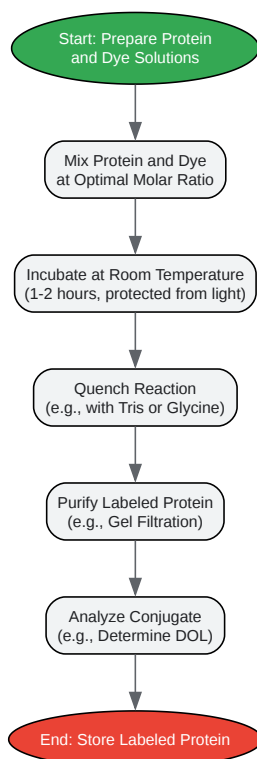 Start: Prepare Protein
and Dye Solutions
Mix Protein and Dye
at Optimal Molar Ratio
Incubate at Room Temperature
(1-2 hours, protected from light)
Quench Reaction
(e.g., with Tris or Glycine)
Purify Labeled Protein
(e.g., Gel Filtration)
Analyze Conjugate
(e.g., Determine DOL)
End: Store Labeled Protein